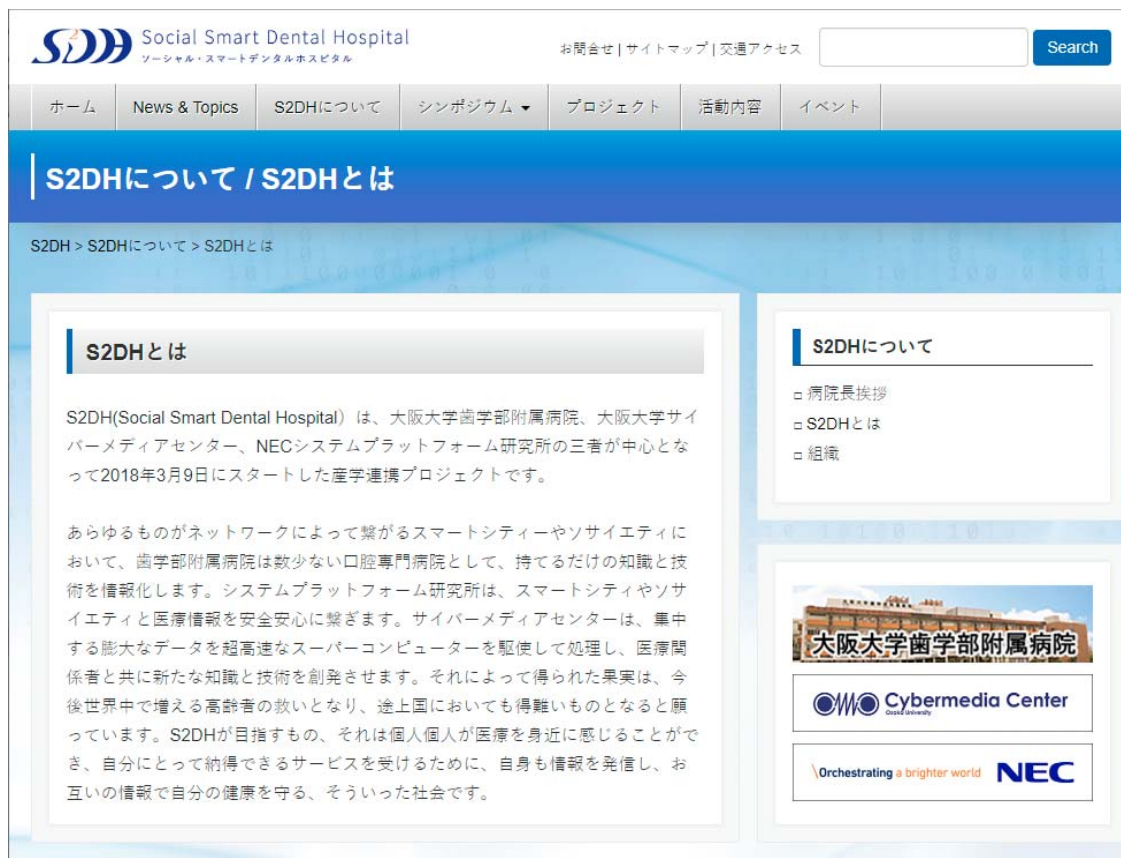 S2DH Social Smart Dental Hospital
ソーシャル・スマートデンタルホスピタル
お問合せ | サイトマップ | 交通アクセス
Search
ホーム
News & Topics
S2DHについて
シンポジウム
プロジェクト
活動内容
イベント
S2DHについて / S2DHとは
S2DH > S2DHについて > S2DHとは
S2DHとは
S2DH(Social Smart Dental Hospital）は、大阪大学歯学部附属病院、大阪大学サイ
バーメディアセンター、NECシステムプラットフォーム研究所の三者が中心とな
って2018年3月9日にスタートした産学連携プロジェクトです。
あらゆるものがネットワークによって繋がるスマートシティーやソサイエティに
おいて、歯学部附属病院は数少ない口腔専門病院として、持てるだけの知識と技
術を情報化します。システムプラットフォーム研究所は、スマートシティやソサ
イエティと医療情報を安全安心に繋ぎます。サイバーメディアセンターは、集中
する膨大なデータを超高速なスーパーコンピューターを駆使して処理し、医療関
係者と共に新たな知識と技術を創発させます。それによって得られた果実は、今
後世界中で増える高齢者の救いとなり、途上国においても得難いものとなると願
っています。S2DHが目指すもの、それは個人個人が医療を身近に感じることがで
き、自分にとって納得できるサービスを受けるために、自身も情報を発信し、お
互いの情報で自分の健康を守る、そういった社会です。
S2DHについて
病院長挨拶
S2DHとは
組織
大阪大学歯学部附属病院
Cybermedia Center
Osaka University
\Orchestrating a brighter world NEC